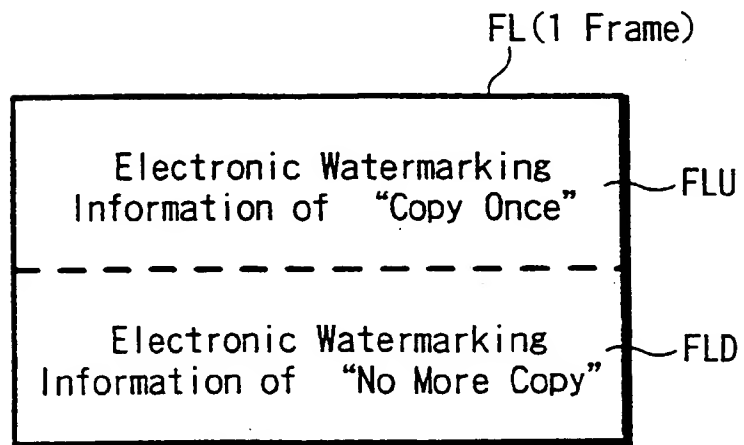 FL(1 Frame)
Electronic Watermarking
Information of “Copy Once”
FLU
Electronic Watermarking
Information of “No More Copy”
FLD